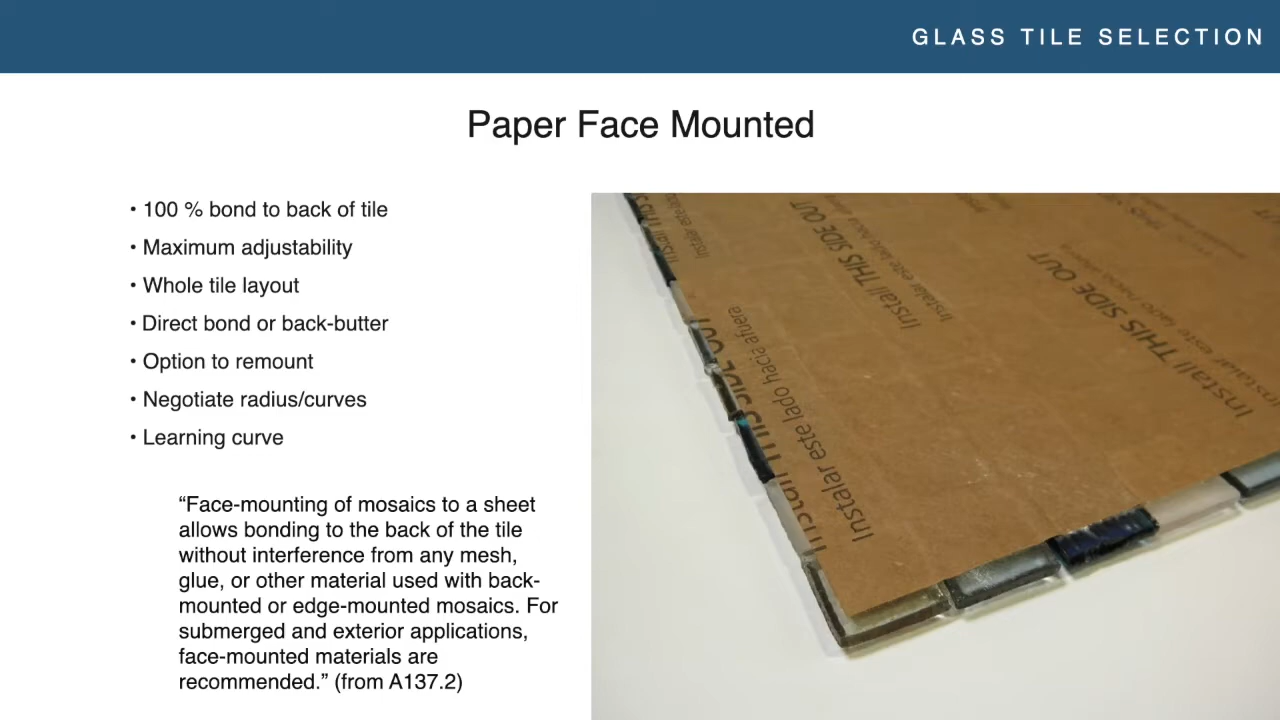 GLASS TILE SELECTION
Paper Face Mounted
• 100 % bond to back of tile
• Maximum adjustability
• Whole tile layout
• Direct bond or back-butter
• Option to remount
• Negotiate radius/curves
• Learning curve
“Face-mounting of mosaics to a sheet
allows bonding to the back of the tile
without interference from any mesh,
glue, or other material used with back-
mounted or edge-mounted mosaics. For
submerged and exterior applications,
face-mounted materials are
recommended.” (from A137.2)
Install THIS SIDE OUT
Instalar este lado hacia afuera
Install THIS SIDE OUT
Instalar este lado hacia
Install THIS SIDE OUT
Instalar este lado hacia afuera